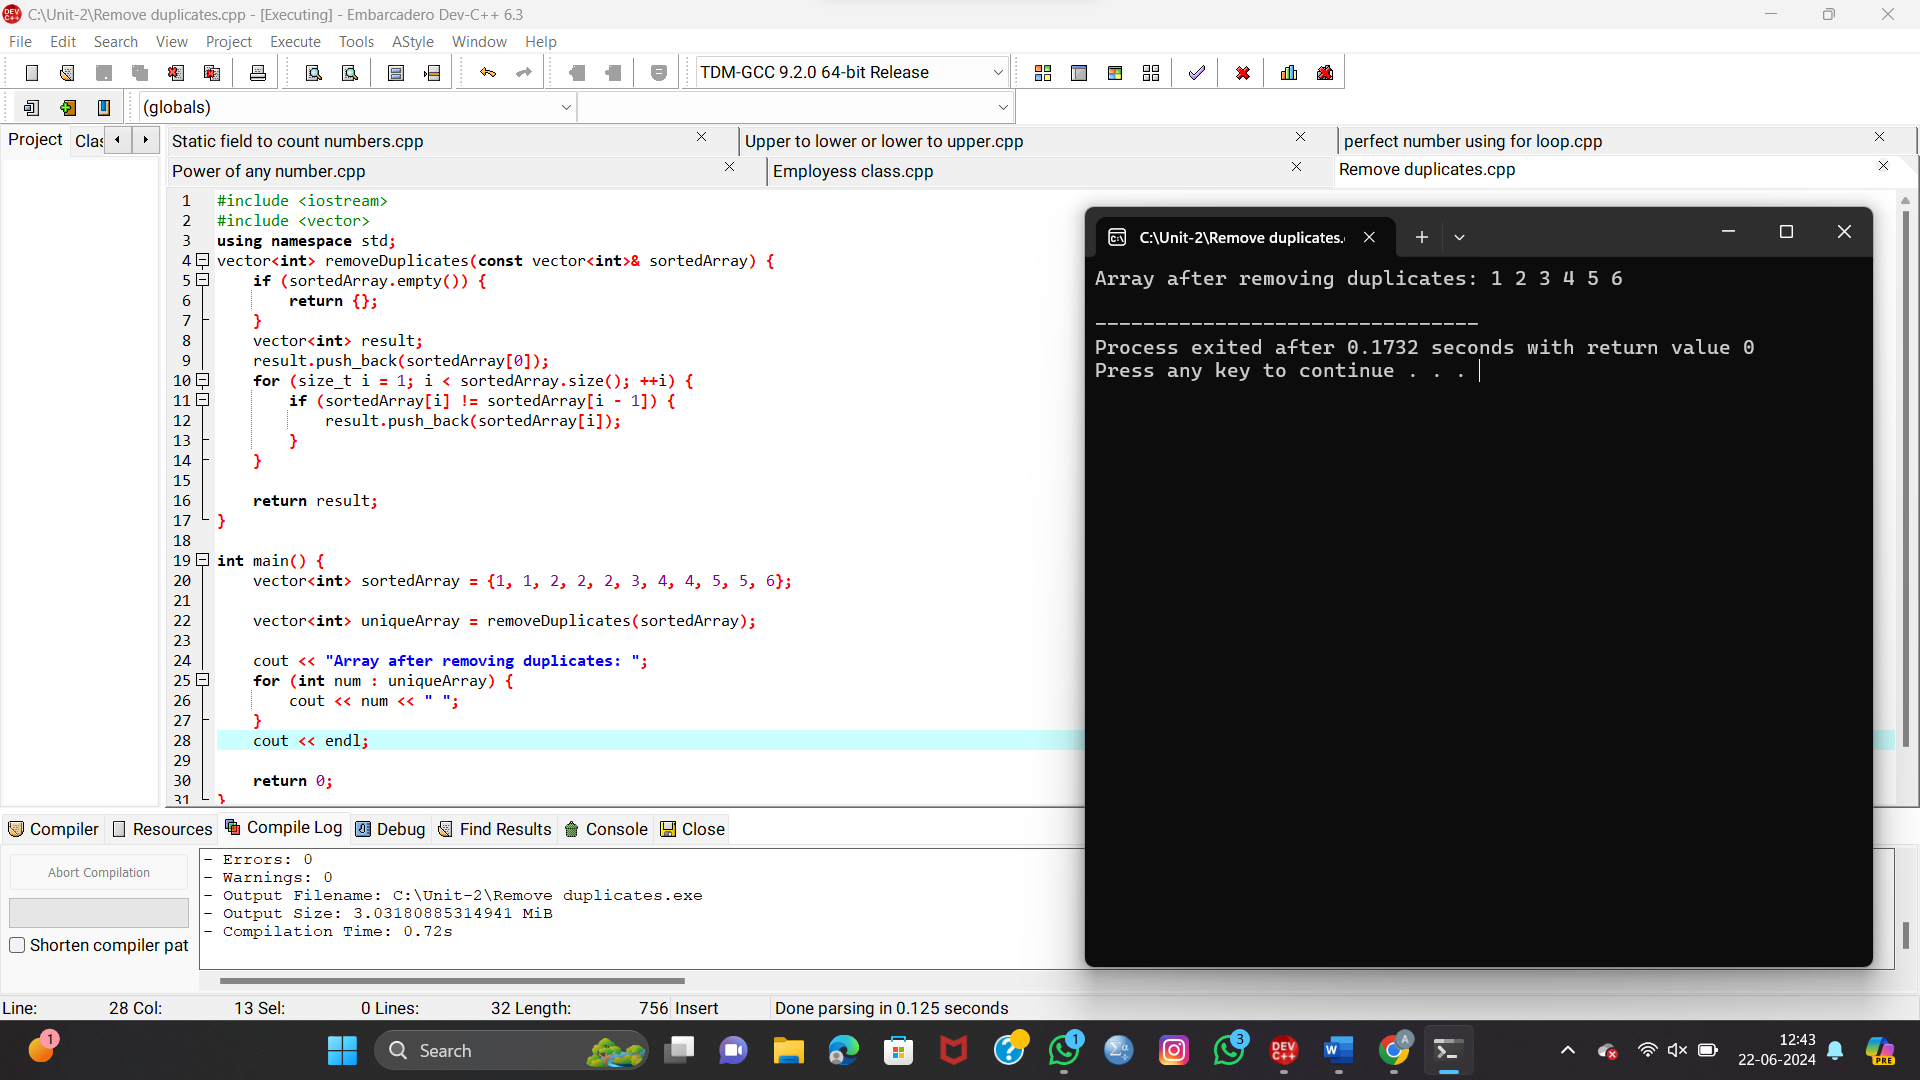 C:\Unit-2\Remove duplicates.cpp - [Executing] - Embarcadero Dev-C++ 6.3
File Edit Search View Project Execute Tools AStyle Window Help
TDM-GCC 9.2.0 64-bit Release
(globals)
Project Clas
Static field to count numbers.cpp Upper to lower or lower to upper.cpp perfect number using for loop.cpp
Power of any number.cpp Employess class.cpp Remove duplicates.cpp
1 #include <iostream>
2 #include <vector>
3 using namespace std;
4 vector<int> removeDuplicates(const vector<int>& sortedArray) {
5 if (sortedArray.empty()) {
6 return {};
7 }
8 vector<int> result;
9 result.push_back(sortedArray[0]);
10 for (size_t i = 1; i < sortedArray.size(); ++i) {
11 if (sortedArray[i] != sortedArray[i - 1]) {
12 result.push_back(sortedArray[i]);
13 }
14 }
15
16 return result;
17 }
18
19 int main() {
20 vector<int> sortedArray = {1, 1, 2, 2, 2, 3, 4, 4, 5, 5, 6};
21
22 vector<int> uniqueArray = removeDuplicates(sortedArray);
23
24 cout << "Array after removing duplicates: ";
25 for (int num : uniqueArray) {
26 cout << num << " ";
27 }
28 cout << endl;
29
30 return 0;
31 }
C:\Unit-2\Remove duplicates.
Array after removing duplicates: 1 2 3 4 5 6
--------------------------------
Process exited after 0.1732 seconds with return value 0
Press any key to continue . . .
Compiler Resources Compile Log Debug Find Results Console Close
Abort Compilation
Shorten compiler pat
- Errors: 0
- Warnings: 0
- Output Filename: C:\Unit-2\Remove duplicates.exe
- Output Size: 3.03180885314941 MiB
- Compilation Time: 0.72s
Line: 28 Col: 13 Sel: 0 Lines: 32 Length: 756 Insert Done parsing in 0.125 seconds
1 Search 1 3 DEV C++ A PRE
12:43
22-06-2024